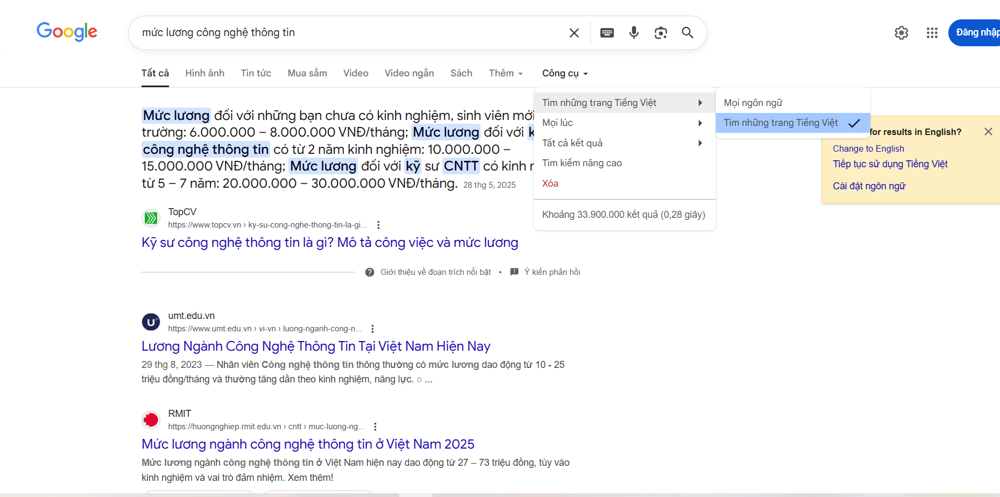 Google
mức lương công nghệ thông tin
Đăng nhập
Tất cả Hình ảnh Tin tức Mua sắm Video Video ngắn Sách Thêm Công cụ
Tìm những trang Tiếng Việt
Mọi lúc
Tất cả kết quả
Tìm kiếm nâng cao
Xóa
Khoảng 33.900.000 kết quả (0,28 giây)
Mọi ngôn ngữ
Tìm những trang Tiếng Việt
for results in English?
Change to English
Tiếp tục sử dụng Tiếng Việt
Cài đặt ngôn ngữ
Mức lương đối với những bạn chưa có kinh nghiệm, sinh viên mới
trường: 6.000.000 – 8.000.000 VNĐ/tháng; Mức lương đối với
công nghệ thông tin có từ 2 năm kinh nghiệm: 10.000.000 –
15.000.000 VNĐ/tháng; Mức lương đối với kỹ sư CNTT có kinh
từ 5 – 7 năm: 20.000.000 – 30.000.000 VNĐ/tháng. 28 thg 5, 2025
TopCV
https://www.topcv.vn › ky-su-cong-nghe-thong-tin-la-gi...
Kỹ sư công nghệ thông tin là gì? Mô tả công việc và mức lương
Giới thiệu về đoạn trích nổi bật • Ý kiến phản hồi
umt.edu.vn
https://www.umt.edu.vn › vi-vn › luong-nganh-cong-n...
Lương Ngành Công Nghệ Thông Tin Tại Việt Nam Hiện Nay
29 thg 8, 2023 — Nhân viên Công nghệ thông tin thông thường có mức lương dao động từ 10 - 25
triệu đồng/tháng và thường tăng dần theo kinh nghiệm, năng lực. ○ ...
RMIT
https://huongnghiep.rmit.edu.vn › cntt › muc-luong-ng...
Mức lương ngành công nghệ thông tin ở Việt Nam 2025
Mức lương ngành công nghệ thông tin ở Việt Nam hiện nay dao động từ 27 – 73 triệu đồng, tùy vào
kinh nghiệm và vai trò đảm nhiệm. Xem thêm!